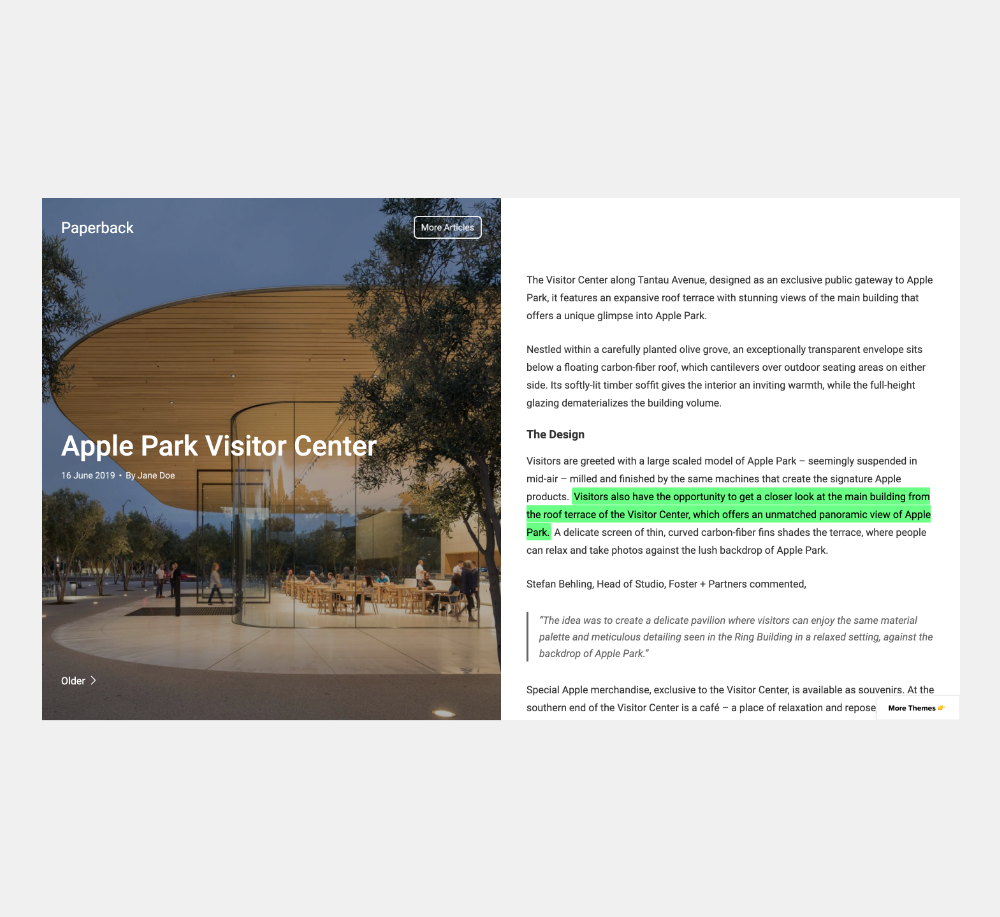 Paperback
More Articles
Apple Park Visitor Center
16 June 2019 • By Jane Doe
Older
The Visitor Center along Tantau Avenue, designed as an exclusive public gateway to Apple
Park, it features an expansive roof terrace with stunning views of the main building that
offers a unique glimpse into Apple Park.
Nestled within a carefully planted olive grove, an exceptionally transparent envelope sits
below a floating carbon-fiber roof, which cantilevers over outdoor seating areas on either
side. Its softly-lit timber soffit gives the interior an inviting warmth, while the full-height
glazing dematerializes the building volume.
The Design
Visitors are greeted with a large scaled model of Apple Park – seemingly suspended in
mid-air – milled and finished by the same machines that create the signature Apple
products. Visitors also have the opportunity to get a closer look at the main building from
the roof terrace of the Visitor Center, which offers an unmatched panoramic view of Apple
Park. A delicate screen of thin, curved carbon-fiber fins shades the terrace, where people
can relax and take photos against the lush backdrop of Apple Park.
Stefan Behling, Head of Studio, Foster + Partners commented,
"The idea was to create a delicate pavilion where visitors can enjoy the same material
palette and meticulous detailing seen in the Ring Building in a relaxed setting, against the
backdrop of Apple Park."
Special Apple merchandise, exclusive to the Visitor Center, is available as souvenirs. At the
southern end of the Visitor Center is a café – a place of relaxation and repose
More Themes 👉